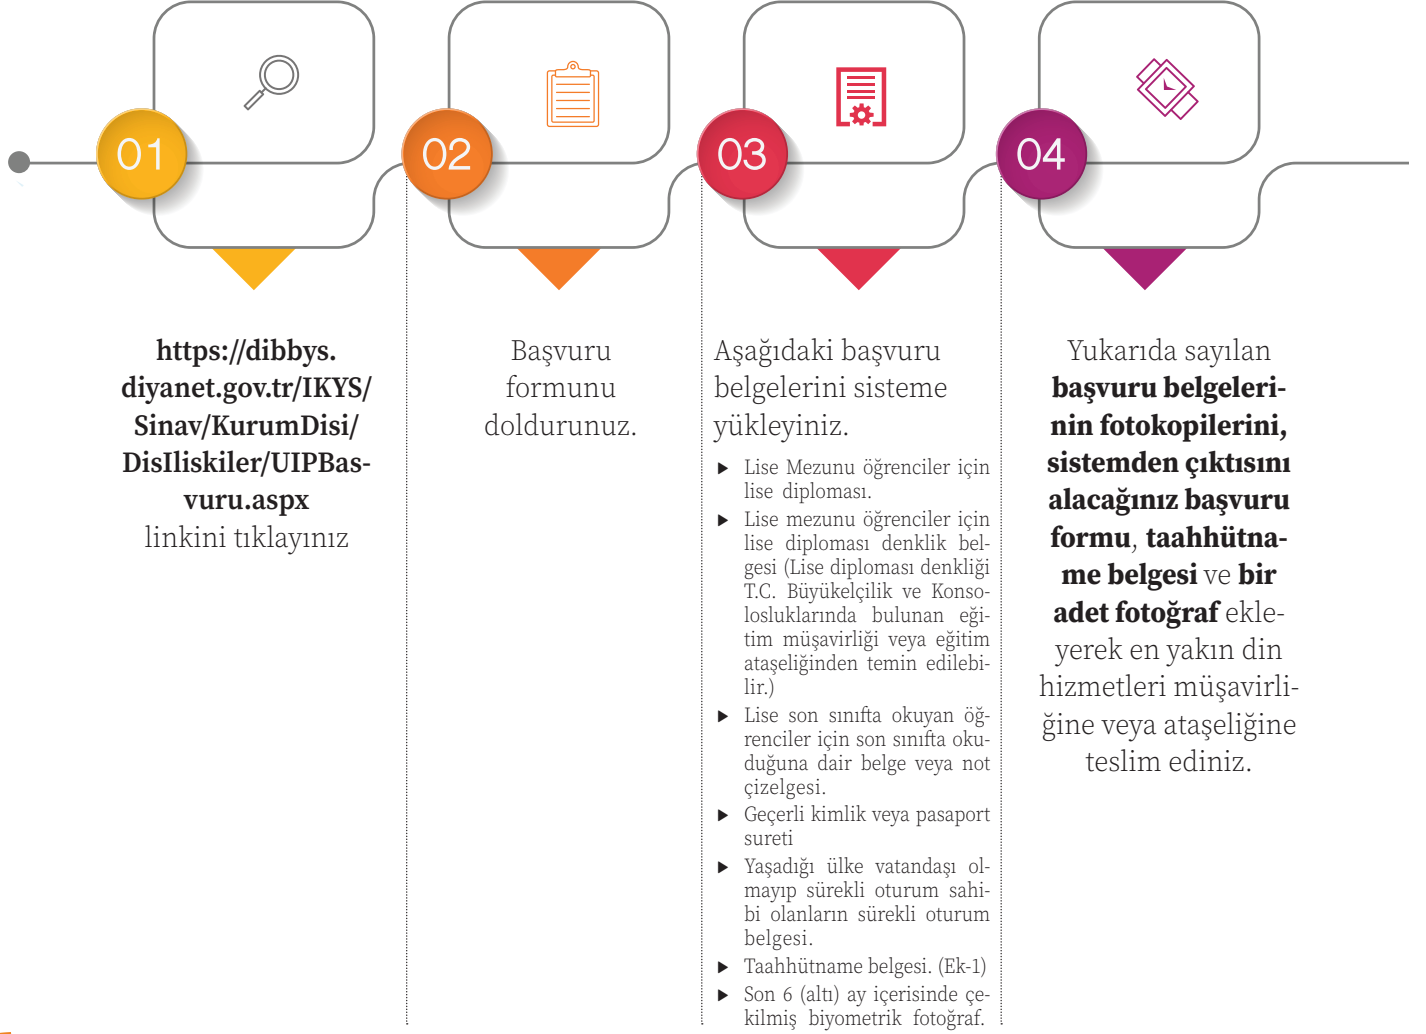 01
https://dibbys.
diyanet.gov.tr/IKYS/
Sinav/KurumDisi/
DisIliskiler/UIPBas-
vuru.aspx
linkini tıklayınız
02
Başvuru
formunu
doldurunuz.
03
Aşağıdaki başvuru
belgelerini sisteme
yükleyiniz.
▶ Lise Mezunu öğrenciler için
lise diploması.
▶ Lise mezunu öğrenciler için
lise diploması denklik bel-
gesi (Lise diploması denkliği
T.C. Büyükelçilik ve Konso-
losluklarında bulunan eği-
tim müşavirliği veya eğitim
ataşeliğinden temin edilebi-
lir.)
▶ Lise son sınıfta okuyan öğ-
renciler için son sınıfta oku-
duğuna dair belge veya not
çizelgesi.
▶ Geçerli kimlik veya pasaport
sureti
▶ Yaşadığı ülke vatandaşı ol-
mayıp sürekli oturum sahi-
bi olanların sürekli oturum
belgesi.
▶ Taahhütname belgesi. (Ek-1)
▶ Son 6 (altı) ay içerisinde çe-
kilmiş biyometrik fotoğraf.
04
Yukarıda sayılan
başvuru belgeleri-
nin fotokopilerini,
sistemden çıktısını
alacağınız başvuru
formu, taahhütna-
me belgesi ve bir
adet fotoğraf ekle-
yerek en yakın din
hizmetleri müşavirli-
ğine veya ataşeliğine
teslim ediniz.